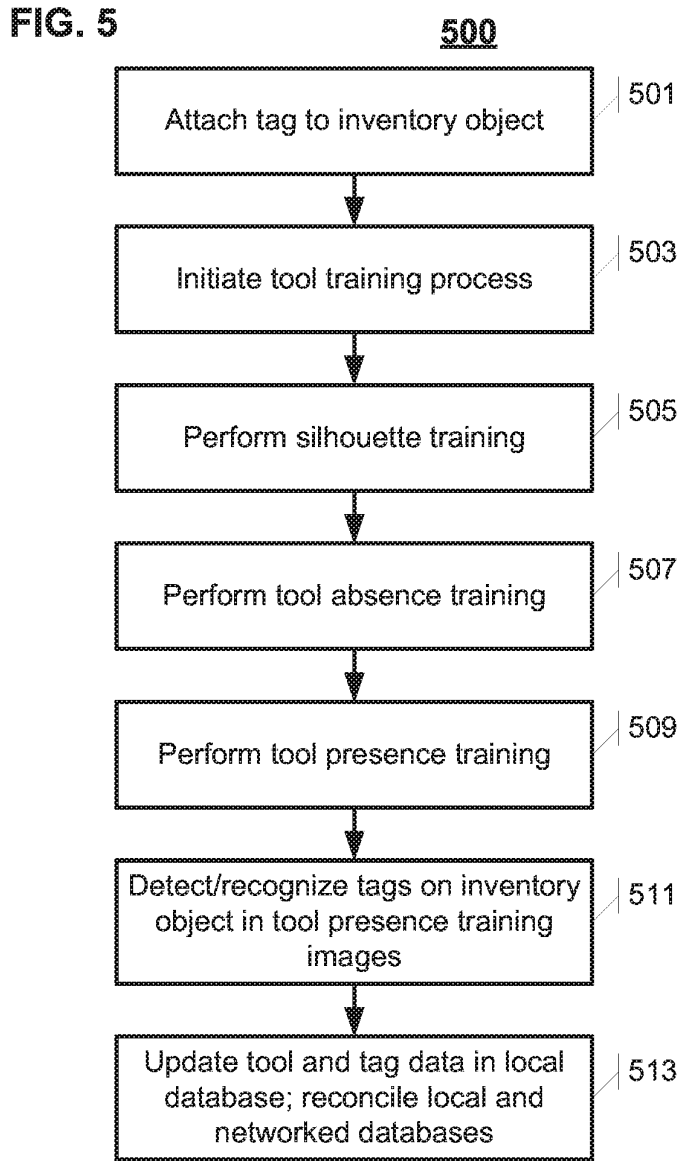 FIG. 5
500
Attach tag to inventory object
501
Initiate tool training process
503
Perform silhouette training
505
Perform tool absence training
507
Perform tool presence training
509
Detect/recognize tags on inventory
object in tool presence training
images
511
Update tool and tag data in local
database; reconcile local and
networked databases
513